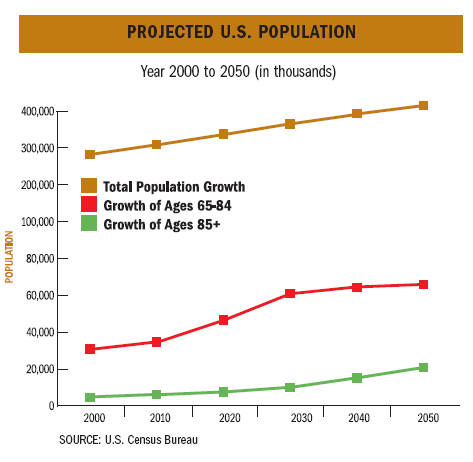 PROJECTED U.S. POPULATION
Year 2000 to 2050 (in thousands)
400,000
300,000
200,000
100,000
80,000
60,000
40,000
20,000
0
POPULATION
Total Population Growth
Growth of Ages 65-84
Growth of Ages 85+
2000 2010 2020 2030 2040 2050
SOURCE: U.S. Census Bureau